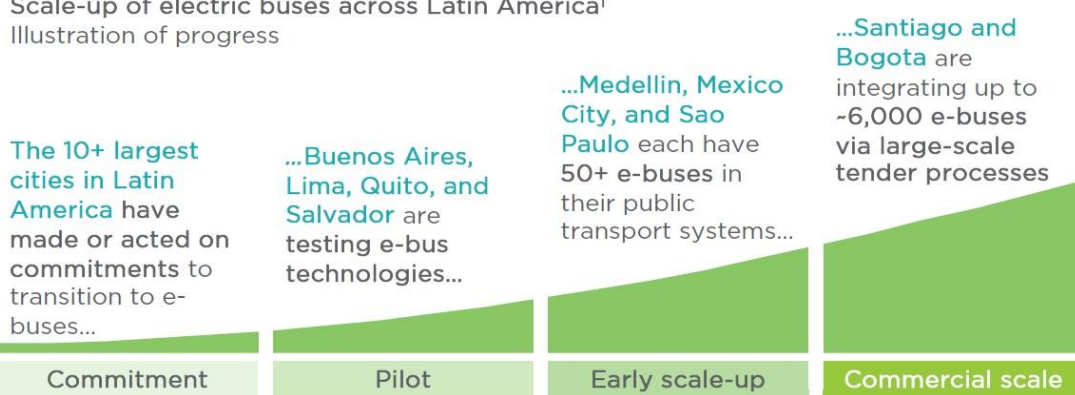 Scale-up of electric buses across Latin America¹
Illustration of progress
The 10+ largest
cities in Latin
America have
made or acted on
commitments to
transition to e-
buses...
...Buenos Aires,
Lima, Quito, and
Salvador are
testing e-bus
technologies...
...Medellin, Mexico
City, and Sao
Paulo each have
50+ e-buses in
their public
transport systems...
...Santiago and
Bogota are
integrating up to
~6,000 e-buses
via large-scale
tender processes
Commitment
Pilot
Early scale-up
Commercial scale